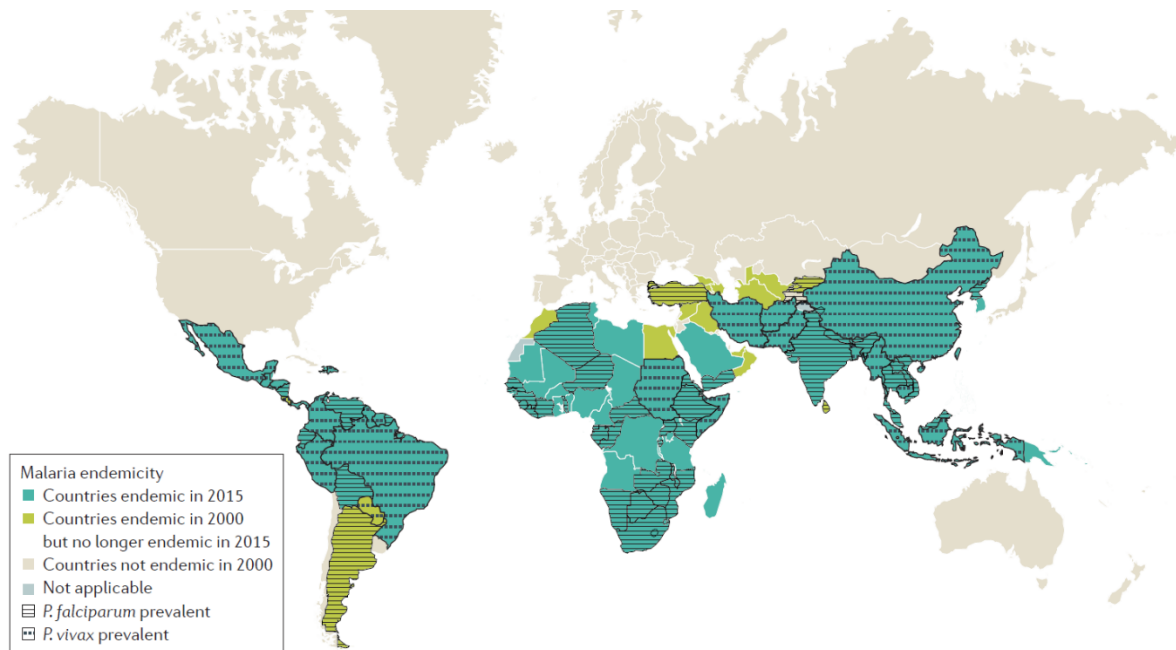 Malaria endemicity
Countries endemic in 2015
Countries endemic in 2000
but no longer endemic in 2015
Countries not endemic in 2000
Not applicable
P. falciparum prevalent
P. vivax prevalent